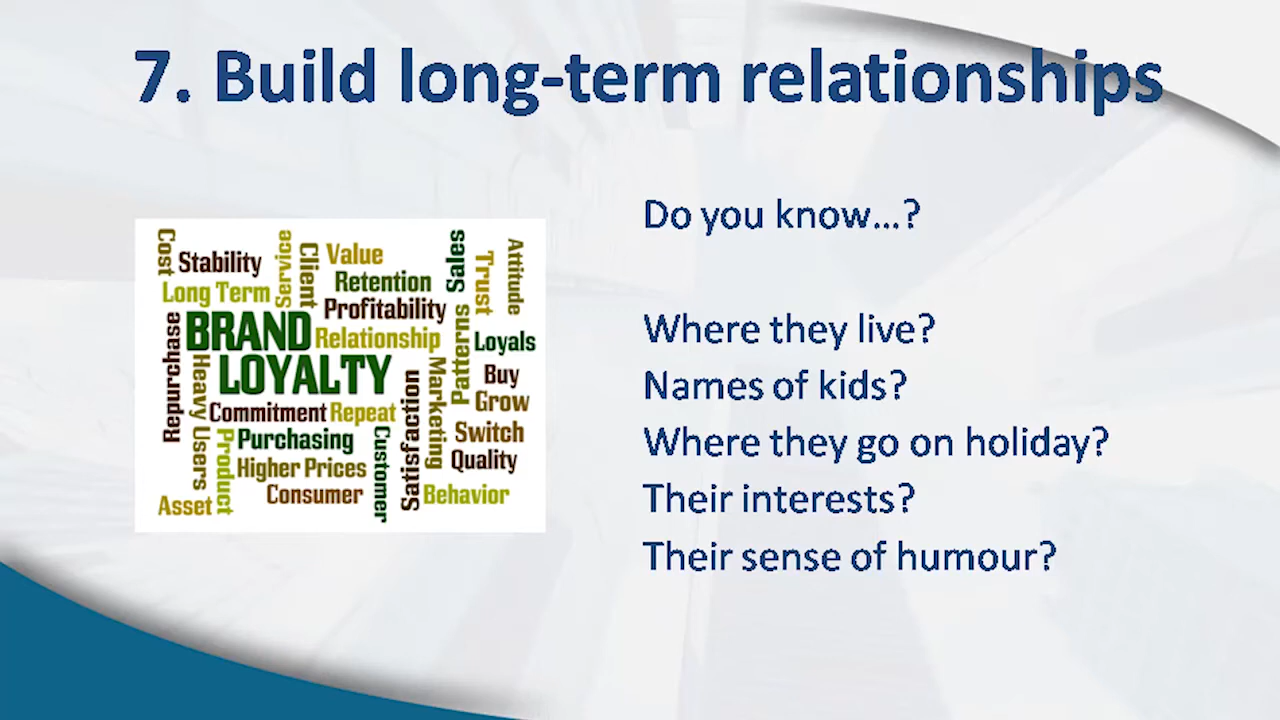 7. Build long-term relationships
Do you know...?
Where they live?
Names of kids?
Where they go on holiday?
Their interests?
Their sense of humour?
Cost
Stability
Service
Client
Value
Retention
Sales
Trust
Attitude
Long Term
Profitability
BRAND
Relationship
Patterns
Loyals
LOYALTY
Repurchase
Heavy Users
Marketing
Buy
Grow
Commitment
Repeat
Satisfaction
Switch
Product
Purchasing
Customer
Quality
Higher Prices
Consumer
Behavior
Asset